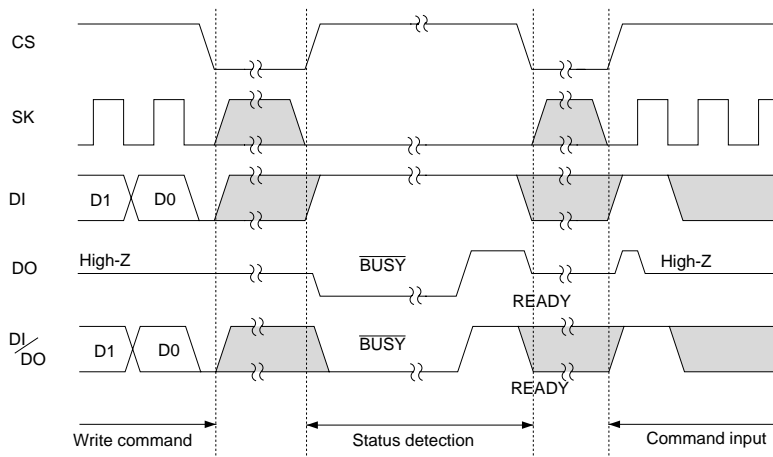 CS
SK
DI D1 D0
DO High-Z BUSY READY High-Z
DI/DO D1 D0 BUSY READY
Write command Status detection Command input